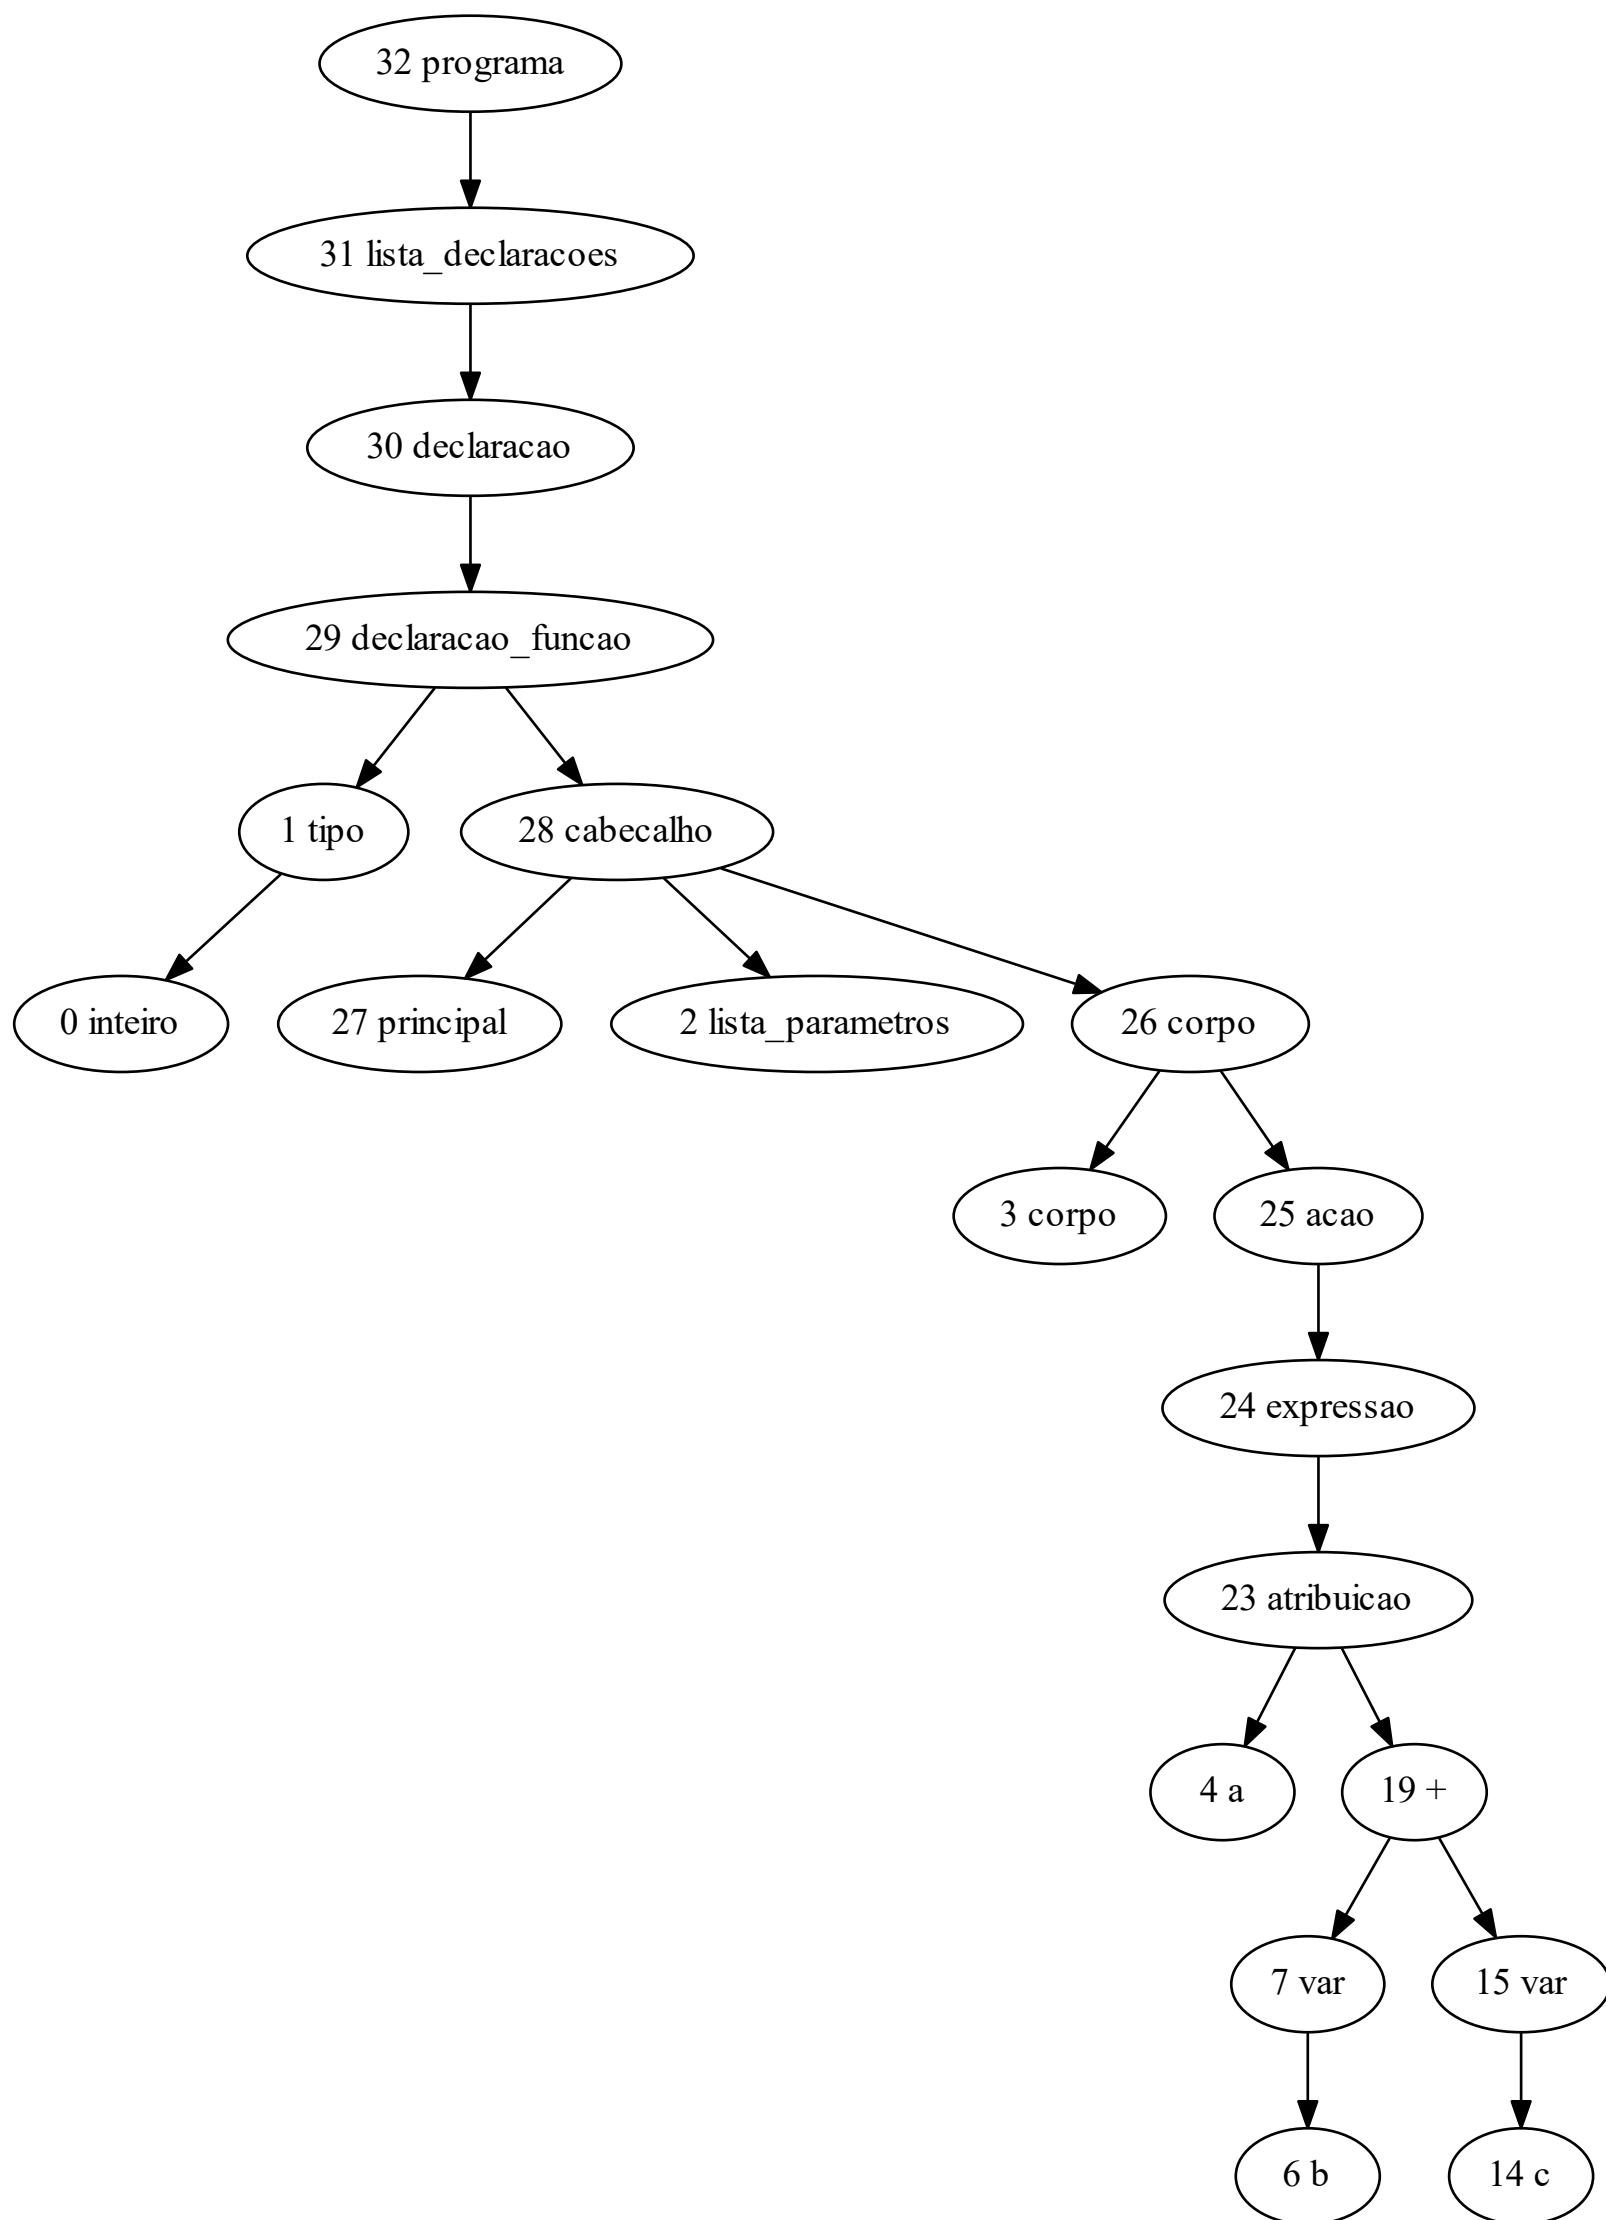 32 programa
31 lista_declaracoes
30 declaracao
29 declaracao_funcao
1 tipo
28 cabecalho
0 inteiro
27 principal
2 lista_parametros
26 corpo
3 corpo
25 acao
24 expressao
23 atribuicao
4 a
19 +
7 var
15 var
6 b
14 c